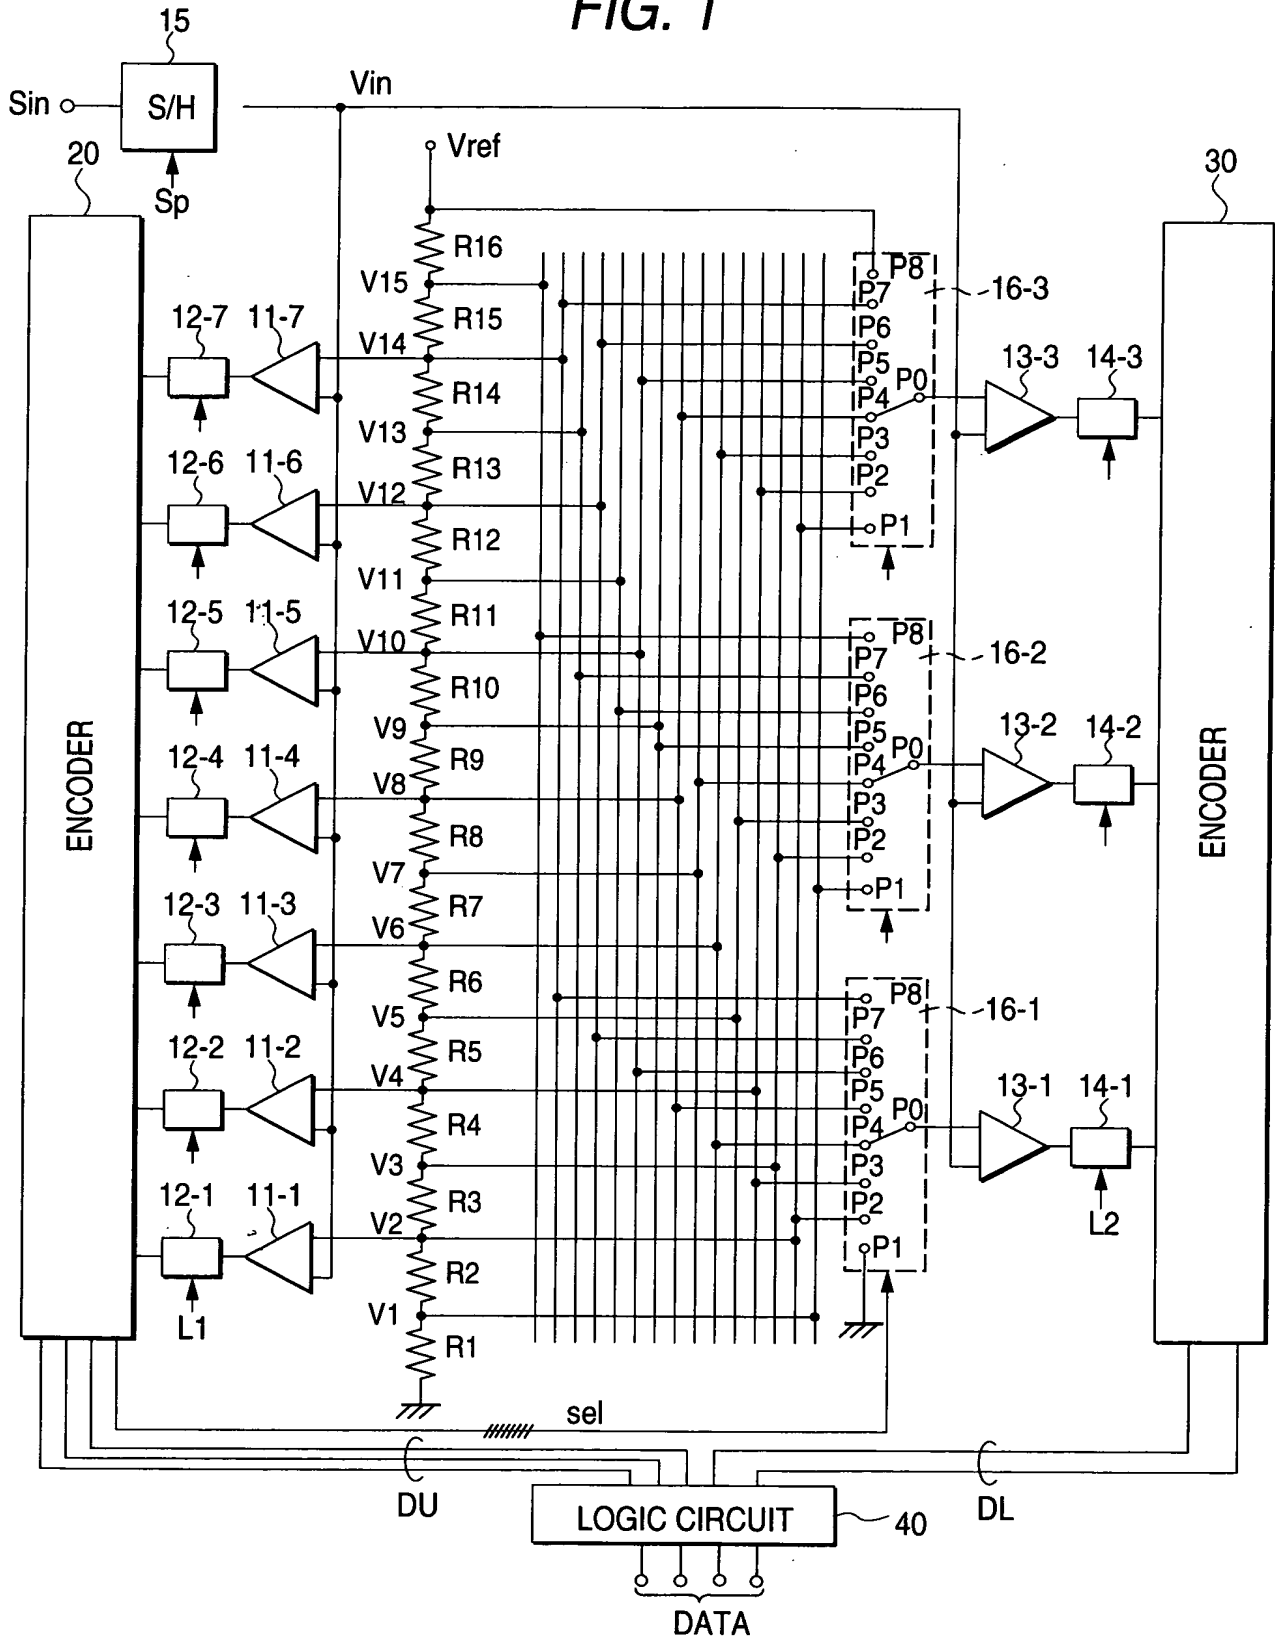 FIG. 1
15
Sin
S/H
Vin
Sp
Vref
20
30
R16
V15
R15
V14
R14
V13
R13
V12
R12
V11
R11
V10
R10
V9
R9
V8
R8
V7
R7
V6
R6
V5
R5
V4
R4
V3
R3
V2
R2
V1
R1
12-7 11-7
12-6 11-6
12-5 11-5
12-4 11-4
12-3 11-3
12-2 11-2
12-1 11-1
L1
ENCODER
P8
P7
P6
P5
P4
P3
P2
P1
P0
16-3
13-3 14-3
P8
P7
P6
P5
P4
P3
P2
P1
P0
16-2
13-2 14-2
P8
P7
P6
P5
P4
P3
P2
P1
P0
16-1
13-1 14-1
L2
ENCODER
sel
DU
DL
LOGIC CIRCUIT
40
DATA